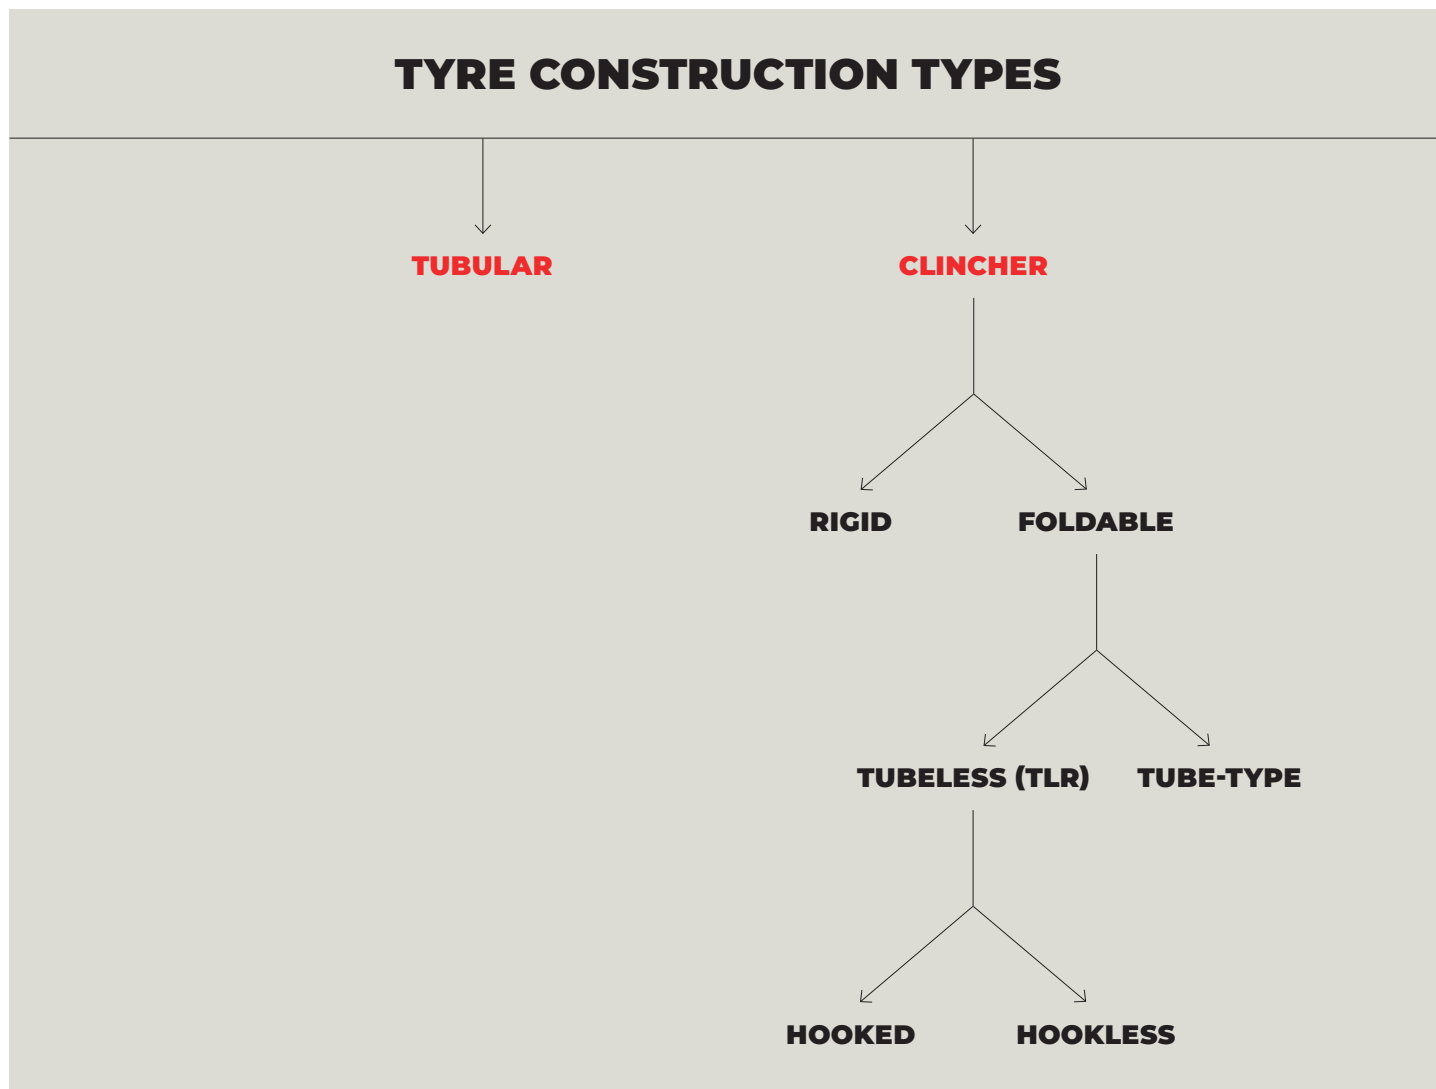 TYRE CONSTRUCTION TYPES
TUBULAR
CLINCHER
RIGID
FOLDABLE
TUBELESS (TLR)
TUBE-TYPE
HOOKED
HOOKLESS